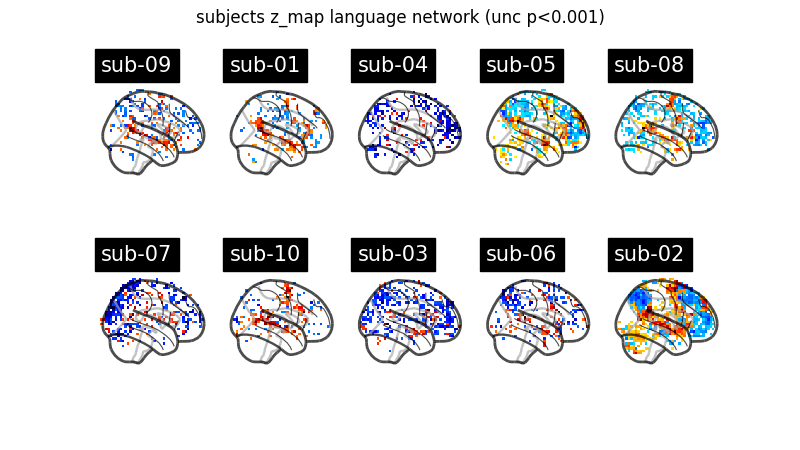 subjects z_map language network (unc p<0.001)
sub-09 sub-01 sub-04 sub-05 sub-08
sub-07 sub-10 sub-03 sub-06 sub-02